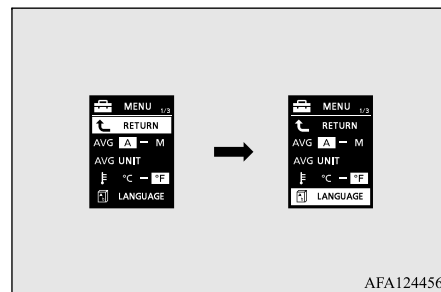 MENU 1/3
RETURN
AVG A – M
AVG UNIT
°C – °F
LANGUAGE
MENU 1/3
RETURN
AVG A – M
AVG UNIT
°C – °F
LANGUAGE
AFA124456